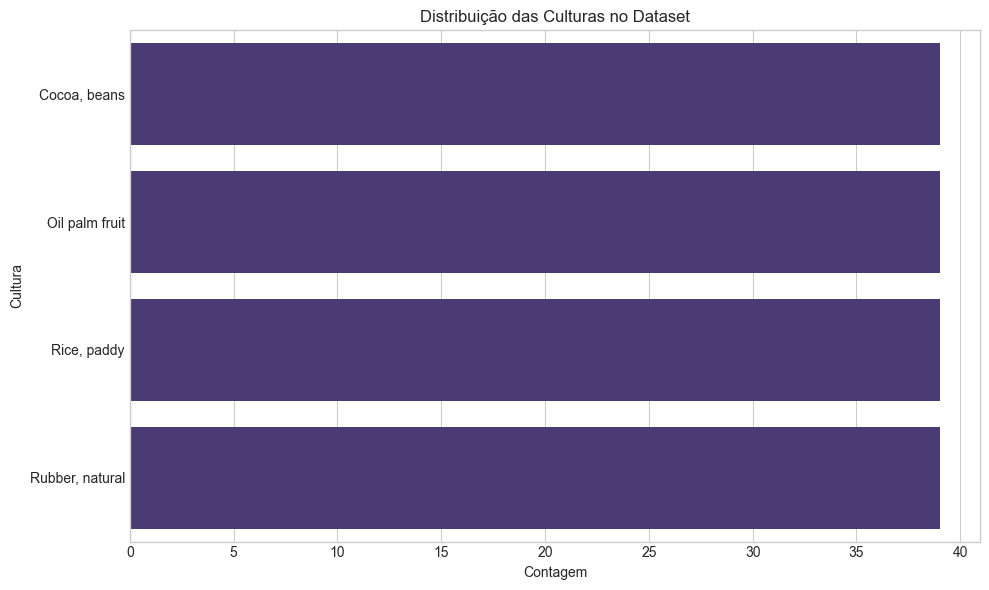 Distribuição das Culturas no Dataset
Cultura
Cocoa, beans
Oil palm fruit
Rice, paddy
Rubber, natural
0 5 10 15 20 25 30 35 40
Contagem